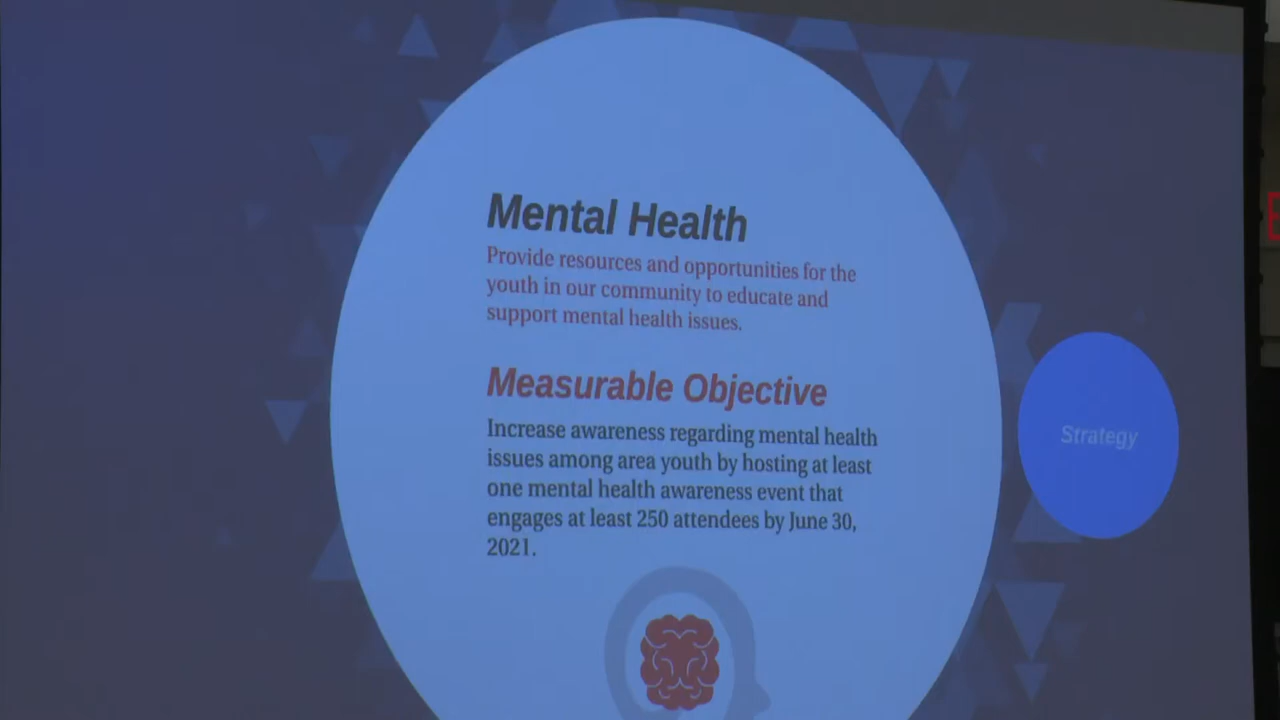 Mental Health
Provide resources and opportunities for the
youth in our community to educate and
support mental health issues.
Measurable Objective
Increase awareness regarding mental health
issues among area youth by hosting at least
one mental health awareness event that
engages at least 250 attendees by June 30,
2021.
Strategy